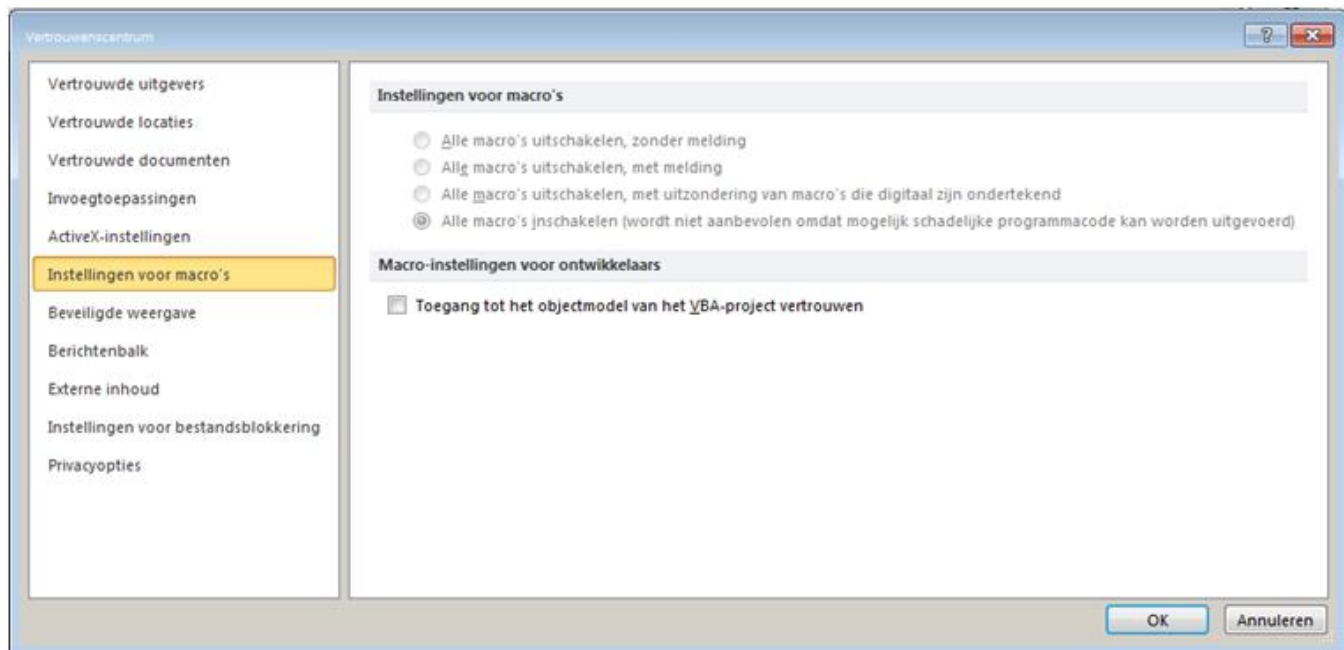 Vertrouwenscentrum
Vertrouwde uitgevers
Vertrouwde locaties
Vertrouwde documenten
Invoegtoepassingen
ActiveX-instellingen
Instellingen voor macro's
Beveiligde weergave
Berichtenbalk
Externe inhoud
Instellingen voor bestandsblokkering
Privacyopties
Instellingen voor macro's
Alle macro's uitschakelen, zonder melding
Alle macro's uitschakelen, met melding
Alle macro's uitschakelen, met uitzondering van macro's die digitaal zijn ondertekend
Alle macro's inschakelen (wordt niet aanbevolen omdat mogelijk schadelijke programmacode kan worden uitgevoerd)
Macro-instellingen voor ontwikkelaars
Toegang tot het objectmodel van het VBA-project vertrouwen
OK
Annuleren